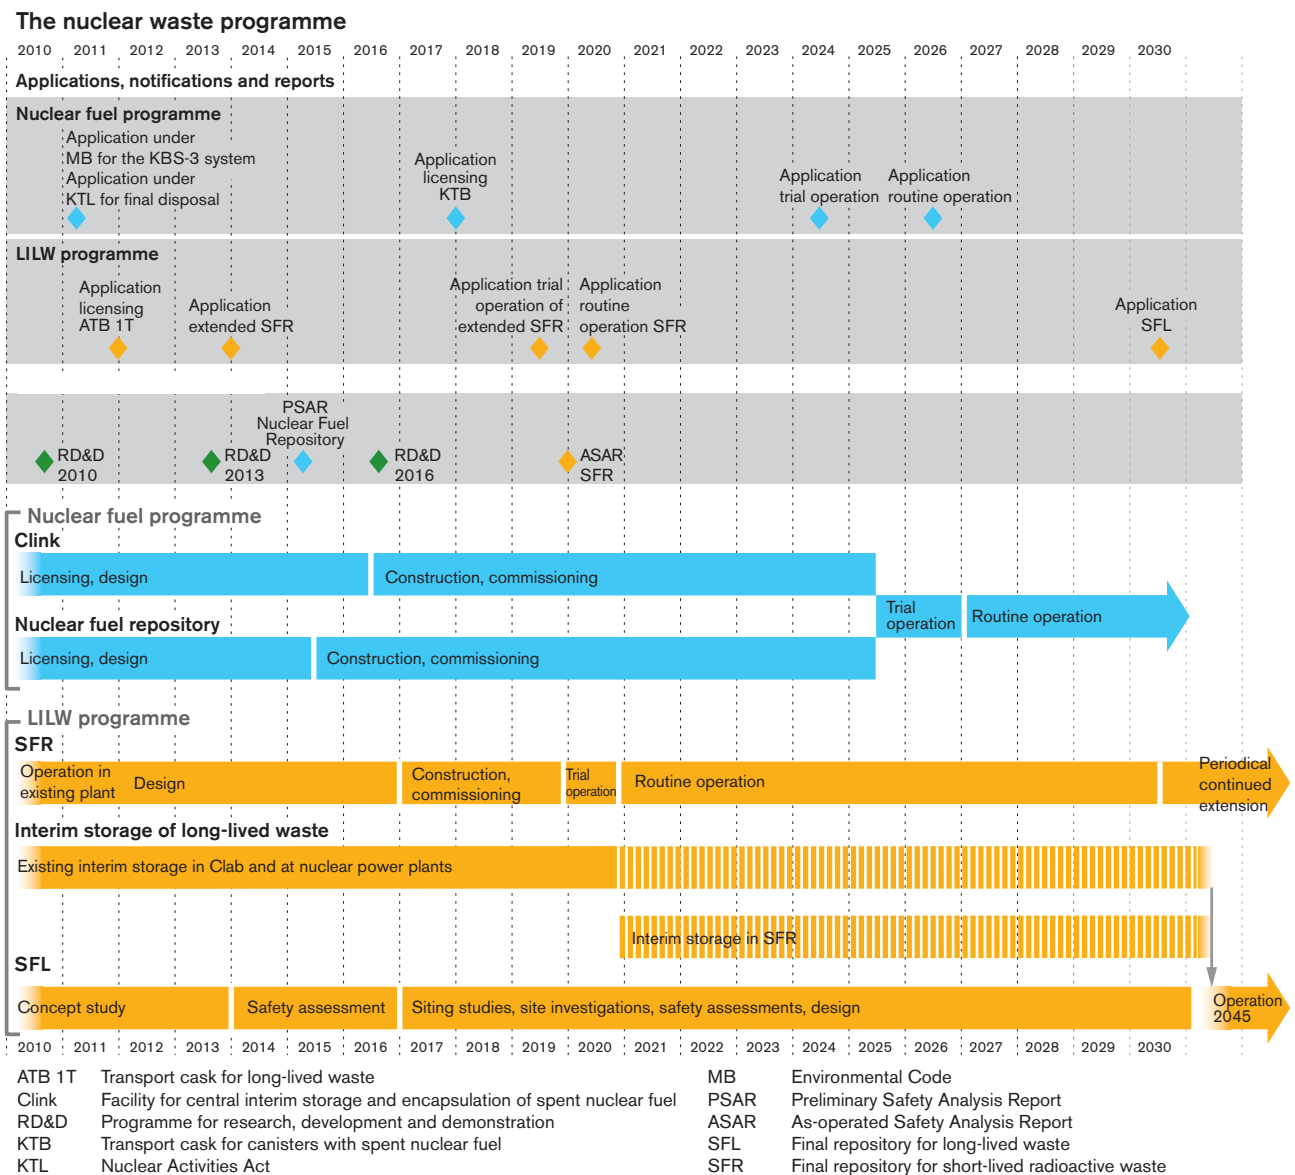 The nuclear waste programme
2010 2011 2012 2013 2014 2015 2016 2017 2018 2019 2020 2021 2022 2023 2024 2025 2026 2027 2028 2029 2030
Applications, notifications and reports
Nuclear fuel programme
Application under
MB for the KBS-3 system
Application under
KTL for final disposal
Application
licensing
KTB
Application
trial operation
Application
routine operation
LILW programme
Application
licensing
ATB 1T
Application
extended SFR
Application trial
operation of
extended SFR
Application
routine
operation SFR
Application
SFL
RD&D
2010
RD&D
2013
PSAR
Nuclear Fuel
Repository
RD&D
2016
ASAR
SFR
Nuclear fuel programme
Clink
Licensing, design
Construction, commissioning
Trial
operation
Routine operation
Nuclear fuel repository
Licensing, design
Construction, commissioning
LILW programme
SFR
Operation in
existing plant
Design
Construction,
commissioning
Trial
operation
Routine operation
Periodical
continued
extension
Interim storage of long-lived waste
Existing interim storage in Clab and at nuclear power plants
Interim storage in SFR
SFL
Concept study
Safety assessment
Siting studies, site investigations, safety assessments, design
Operation
2045
2010 2011 2012 2013 2014 2015 2016 2017 2018 2019 2020 2021 2022 2023 2024 2025 2026 2027 2028 2029 2030
ATB 1T Transport cask for long-lived waste
Clink Facility for central interim storage and encapsulation of spent nuclear fuel
RD&D Programme for research, development and demonstration
KTB Transport cask for canisters with spent nuclear fuel
KTL Nuclear Activities Act
MB Environmental Code
PSAR Preliminary Safety Analysis Report
ASAR As-operated Safety Analysis Report
SFL Final repository for long-lived waste
SFR Final repository for short-lived radioactive waste